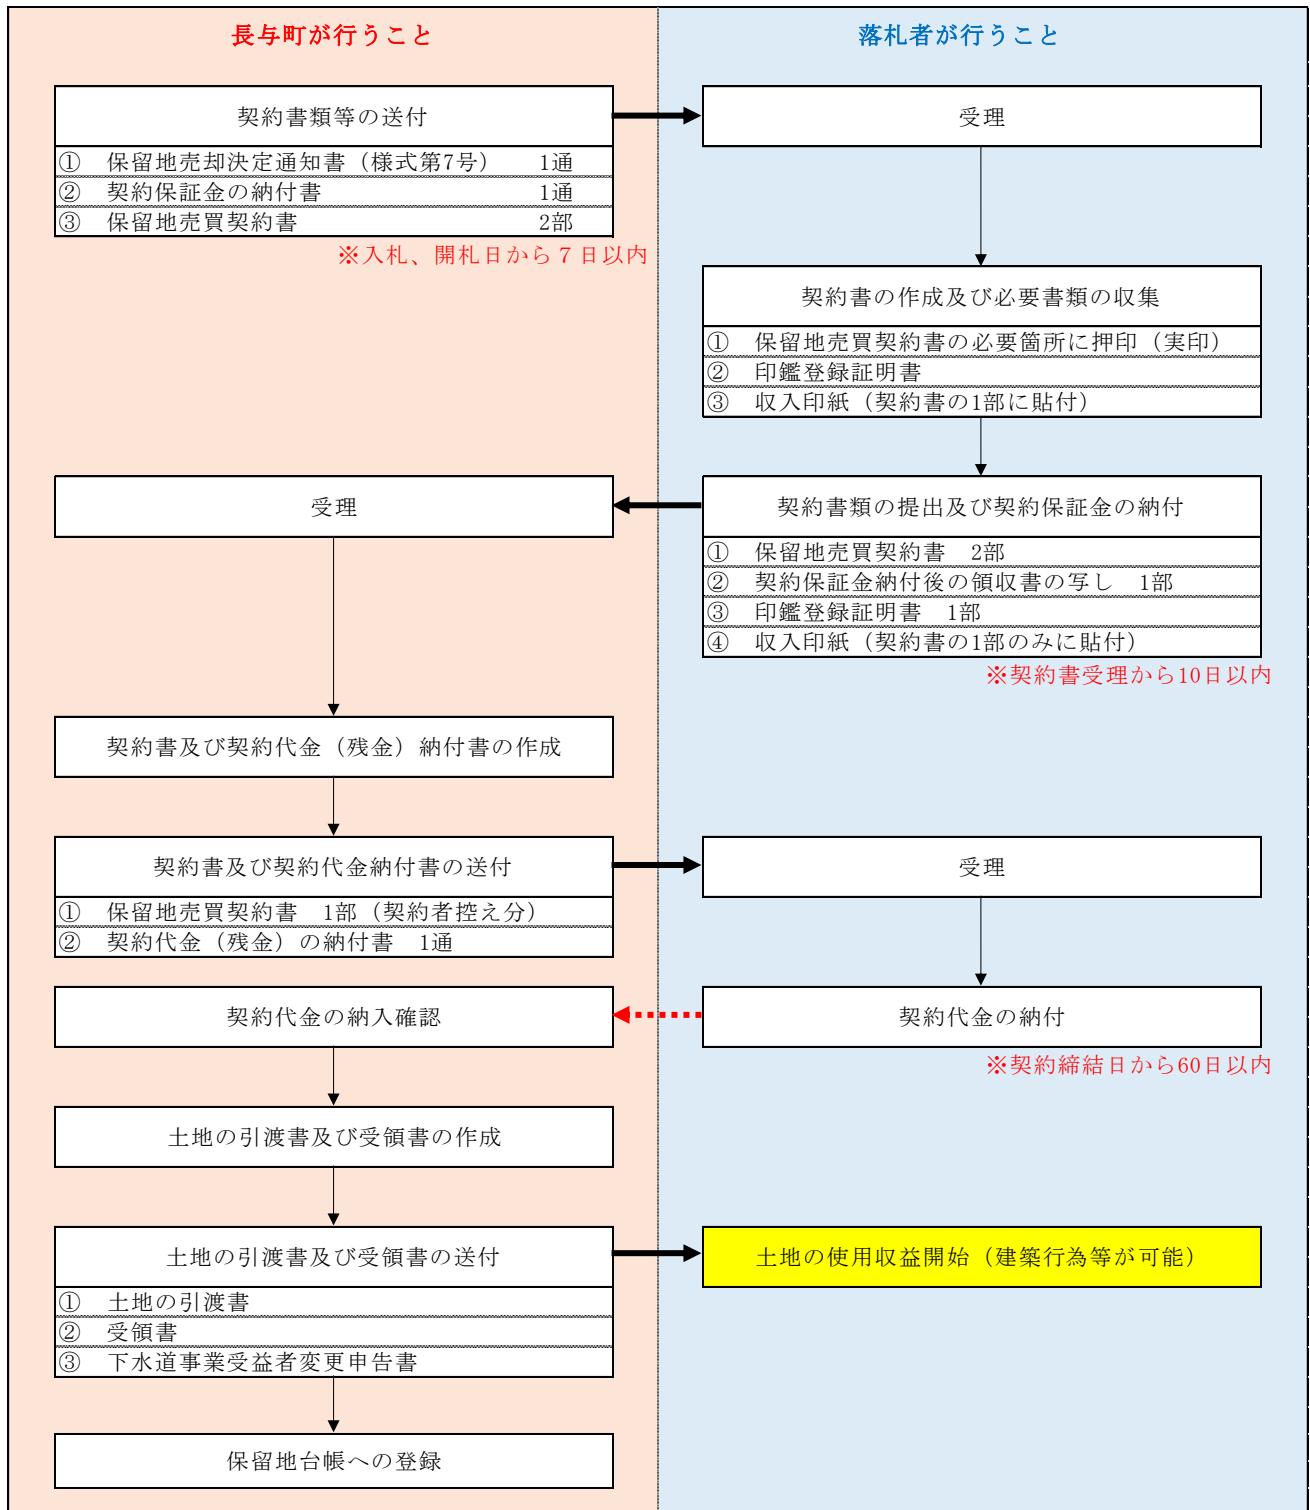 長与町が行うこと
落札者が行うこと
契約書類等の送付
① 保留地売却決定通知書（様式第7号） 1通
② 契約保証金の納付書 1通
③ 保留地売買契約書 2部
※入札、開札日から７日以内
受理
契約書の作成及び必要書類の収集
① 保留地売買契約書の必要箇所に押印（実印）
② 印鑑登録証明書
③ 収入印紙（契約書の1部に貼付）
契約書類の提出及び契約保証金の納付
① 保留地売買契約書 2部
② 契約保証金納付後の領収書の写し 1部
③ 印鑑登録証明書 1部
④ 収入印紙（契約書の1部のみに貼付）
※契約書受理から10日以内
受理
契約書及び契約代金（残金）納付書の作成
契約書及び契約代金納付書の送付
① 保留地売買契約書 1部（契約者控え分）
② 契約代金（残金）の納付書 1通
受理
契約代金の納付
※契約締結日から60日以内
契約代金の納入確認
土地の引渡書及び受領書の作成
土地の引渡書及び受領書の送付
① 土地の引渡書
② 受領書
③ 下水道事業受益者変更申告書
土地の使用収益開始（建築行為等が可能）
保留地台帳への登録